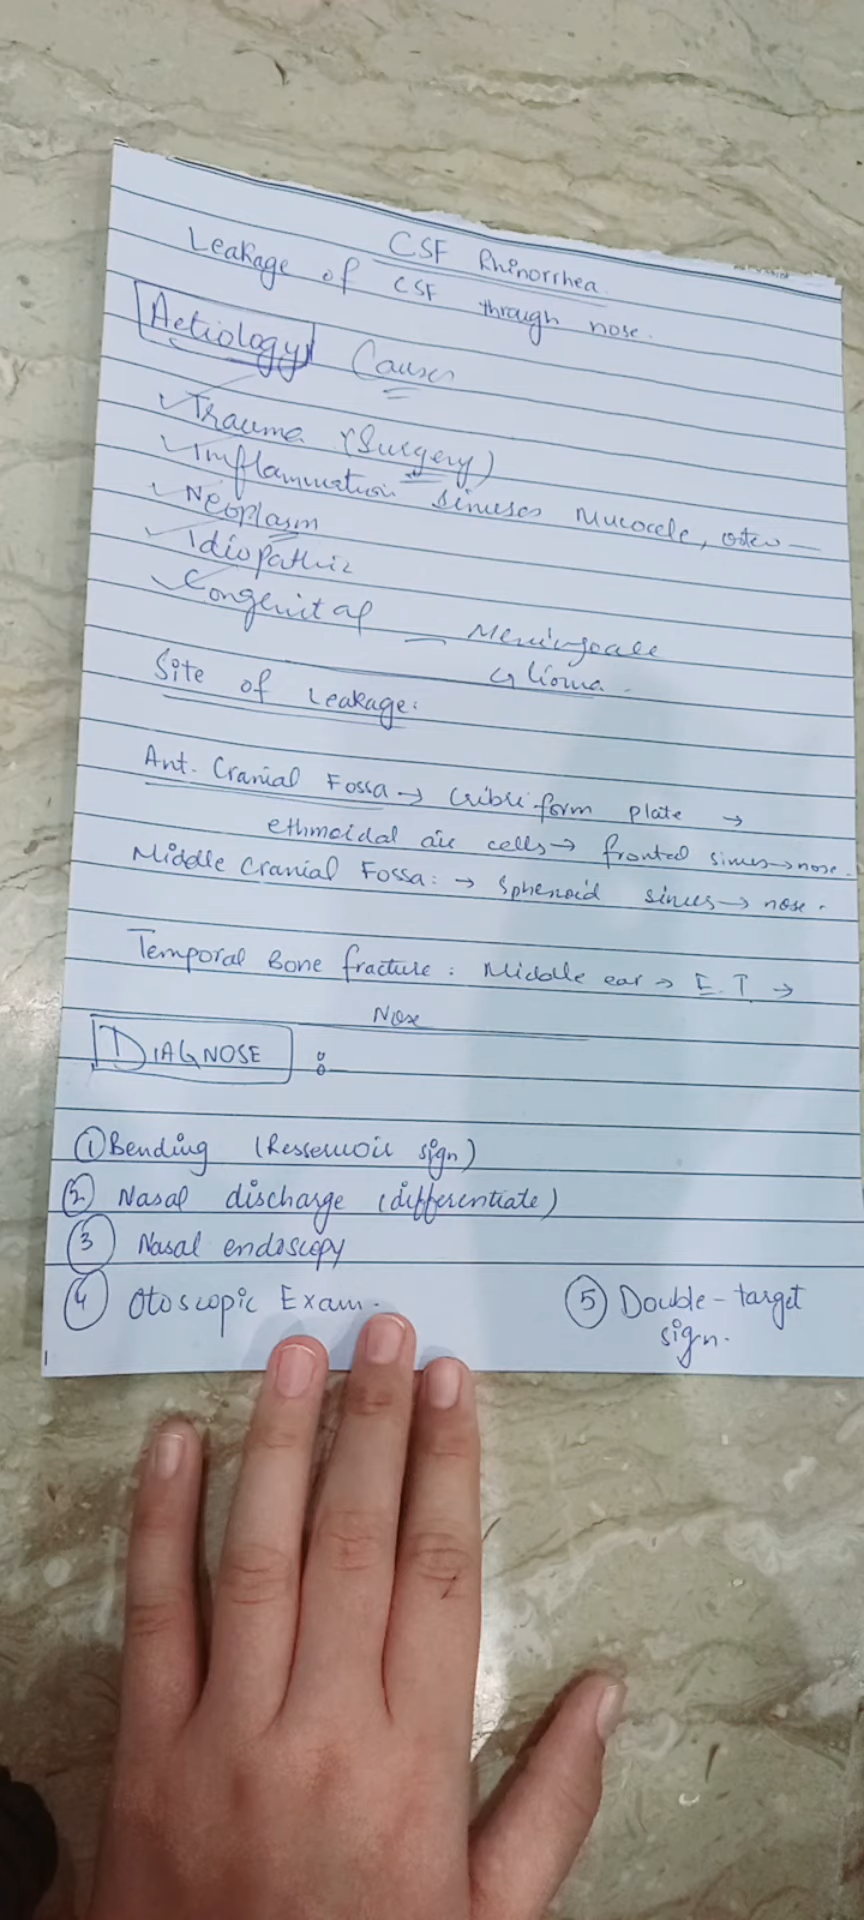 CSF Rhinorrhea
Leakage of CSF through nose.
Aetiology Causes
Trauma (Surgery)
Inflammation sinuses Mucocele, osteo —
Neoplasm
Idiopathic
Congenital — Meningocele
Glioma.
Site of Leakage:
Ant. Cranial Fossa → Cribriform plate →
ethmoidal air cells → frontal sinus → nose.
Middle Cranial Fossa: → Sphenoid sinus → nose.
Temporal Bone fracture: Middle ear → E.T. →
Nose
DIAGNOSE :
① Bending (Resservoir sign)
② Nasal discharge (differentiate)
③ Nasal endoscopy
④ Otoscopic Exam.
⑤ Double-target
sign.